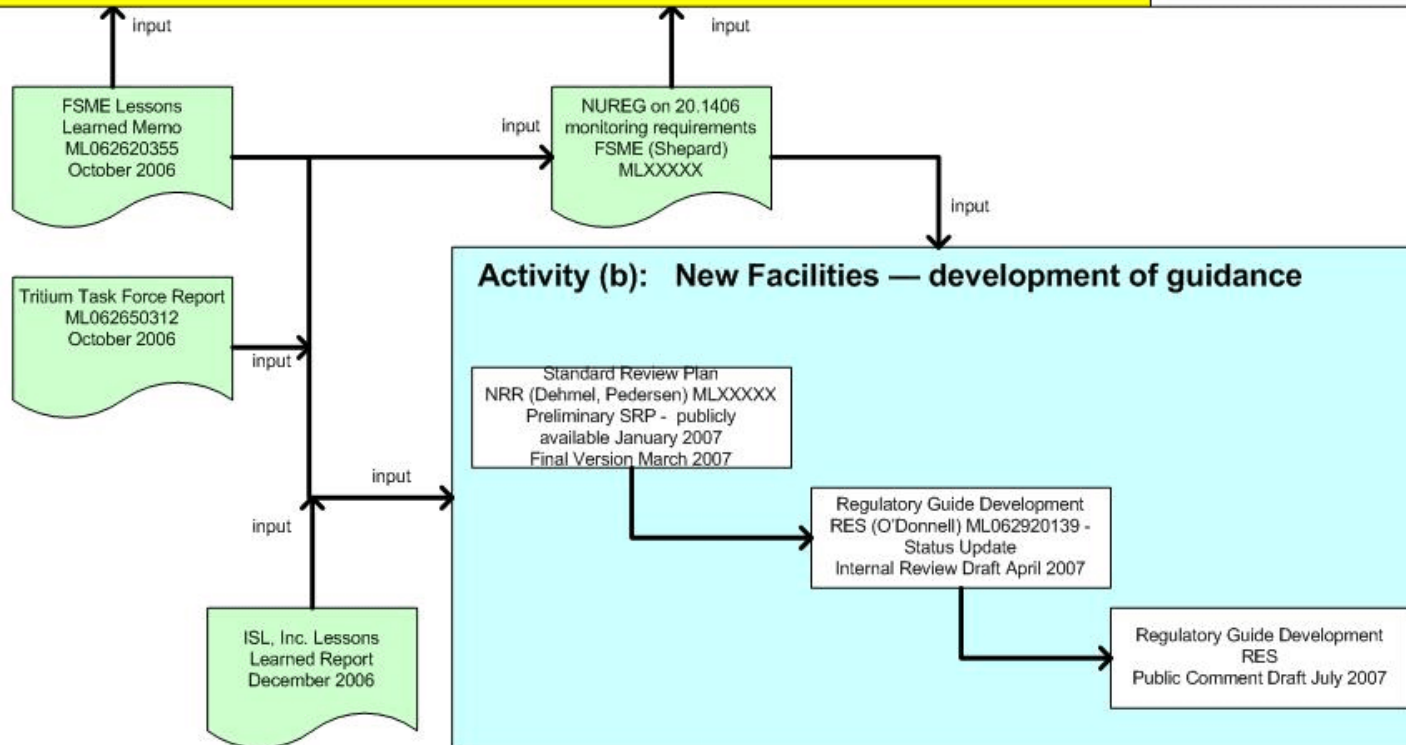 input
input
FSME Lessons
Learned Memo
ML062620355
October 2006
input
NUREG on 20.1406
monitoring requirements
FSME (Shepard)
MLXXXXX
input
Tritium Task Force Report
ML062650312
October 2006
input
Activity (b): New Facilities — development of guidance
Standard Review Plan
NRR (Dehmel, Pedersen) MLXXXXX
Preliminary SRP - publicly
available January 2007
Final Version March 2007
input
input
Regulatory Guide Development
RES (O'Donnell) ML062920139 -
Status Update
Internal Review Draft April 2007
ISL, Inc. Lessons
Learned Report
December 2006
Regulatory Guide Development
RES
Public Comment Draft July 2007